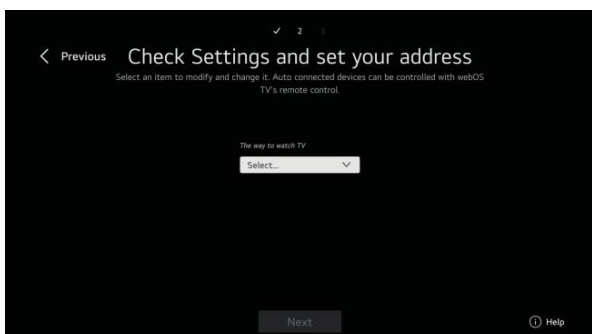 ✓ 2 3
Previous
Check Settings and set your address
Select an item to modify and change it. Auto connected devices can be controlled with webOS
TV's remote control.
The way to watch TV
Select...
Next
Help